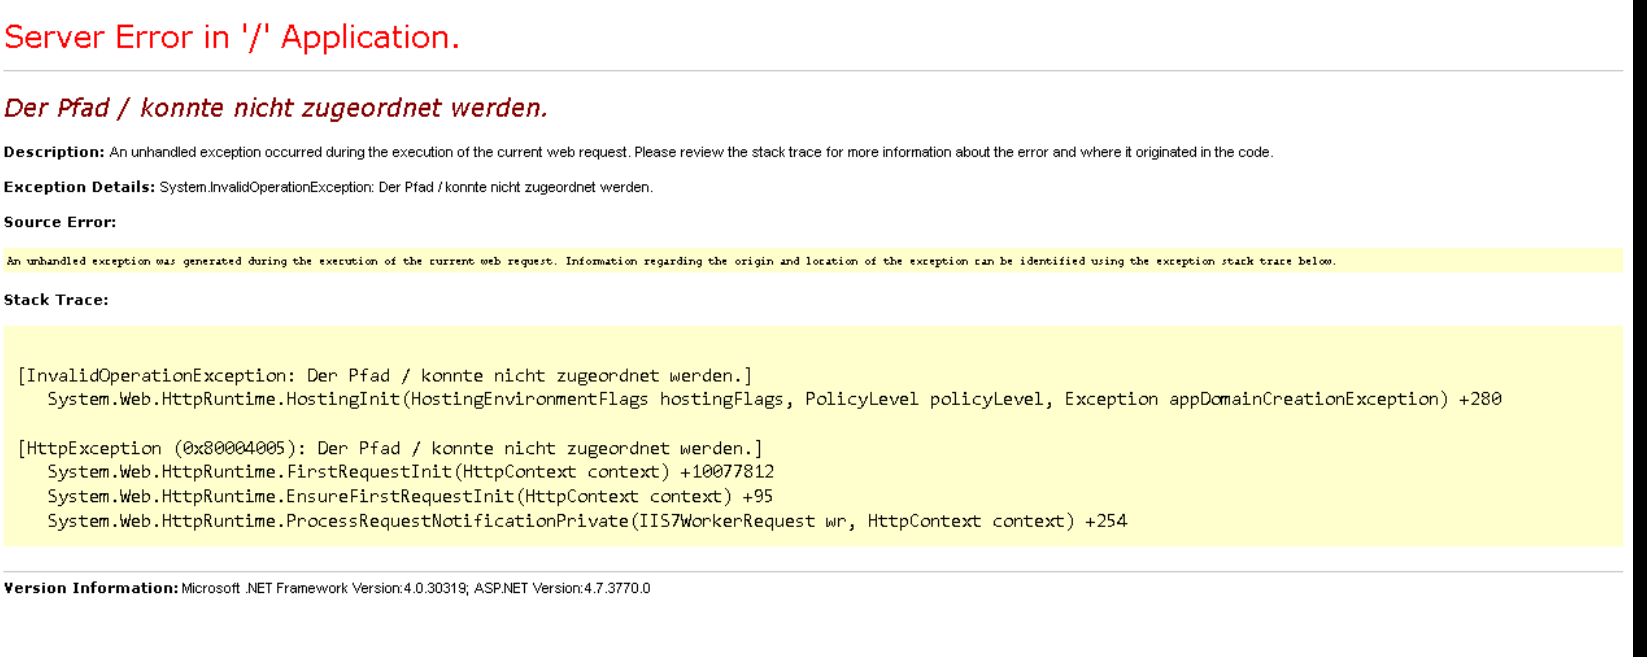 Server Error in '/' Application.
Der Pfad / konnte nicht zugeordnet werden.
Description: An unhandled exception occurred during the execution of the current web request. Please review the stack trace for more information about the error and where it originated in the code.
Exception Details: System.InvalidOperationException: Der Pfad / konnte nicht zugeordnet werden.
Source Error:
An unhandled exception was generated during the execution of the current web request. Information regarding the origin and location of the exception can be identified using the exception stack trace below.
Stack Trace:
[InvalidOperationException: Der Pfad / konnte nicht zugeordnet werden.]
System.Web.HttpRuntime.HostingInit(HostingEnvironmentFlags hostingFlags, PolicyLevel policyLevel, Exception appDomainCreationException) +280
[HttpException (0x80004005): Der Pfad / konnte nicht zugeordnet werden.]
System.Web.HttpRuntime.FirstRequestInit(HttpContext context) +10077812
System.Web.HttpRuntime.EnsureFirstRequestInit(HttpContext context) +95
System.Web.HttpRuntime.ProcessRequestNotificationPrivate(IIS7WorkerRequest wr, HttpContext context) +254
Version Information: Microsoft .NET Framework Version:4.0.30319; ASP.NET Version:4.7.3770.0